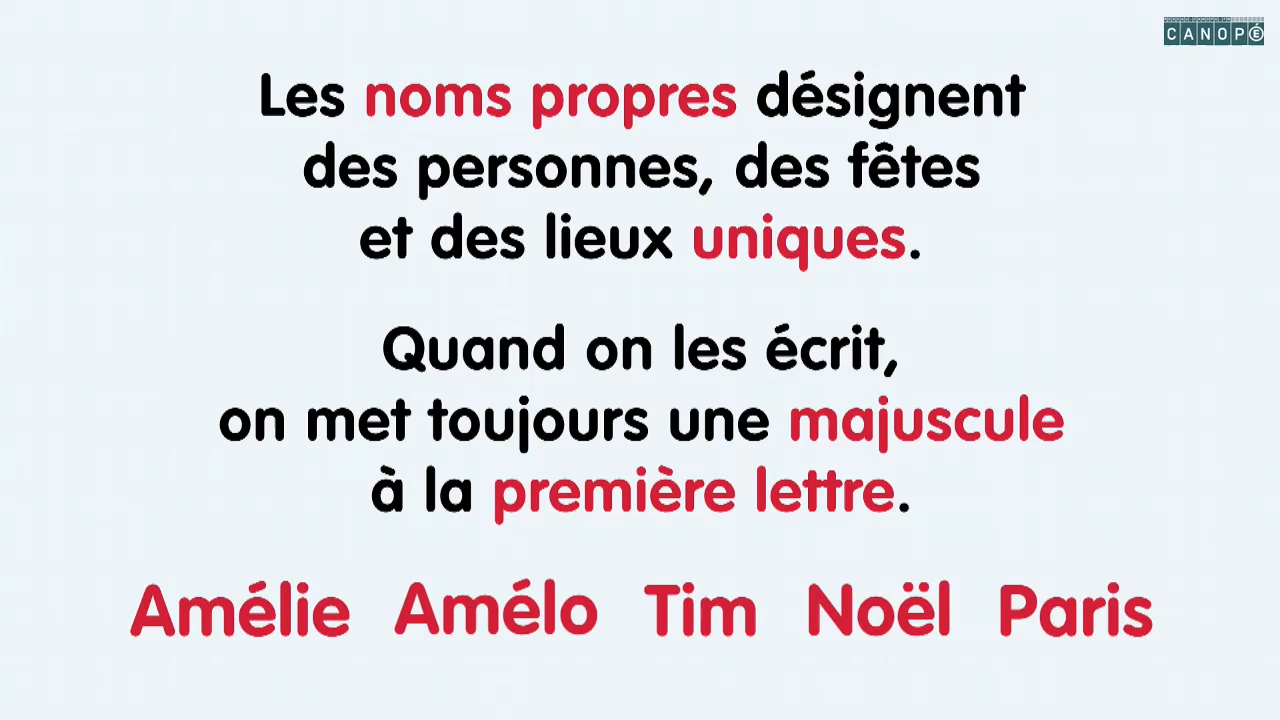 CANOPÉ
Les noms propres désignent
des personnes, des fêtes
et des lieux uniques.
Quand on les écrit,
on met toujours une majuscule
à la première lettre.
Amélie Amélo Tim Noël Paris